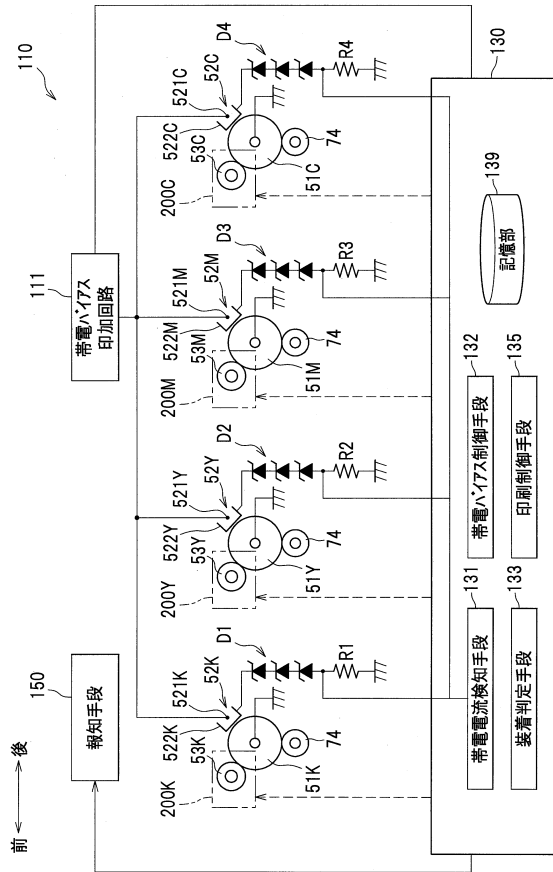 前 後
110
150
報知手段
111
帯電バイアス
印加回路
522K
521K
52K
53K
200K
D1
51K
74
R1
522Y
521Y
52Y
53Y
200Y
D2
51Y
74
R2
522M
521M
52M
53M
200M
D3
51M
74
R3
522C
521C
52C
53C
200C
D4
51C
74
R4
130
131
帯電電流検知手段
132
帯電バイアス制御手段
133
装着判定手段
135
印刷制御手段
139
記憶部